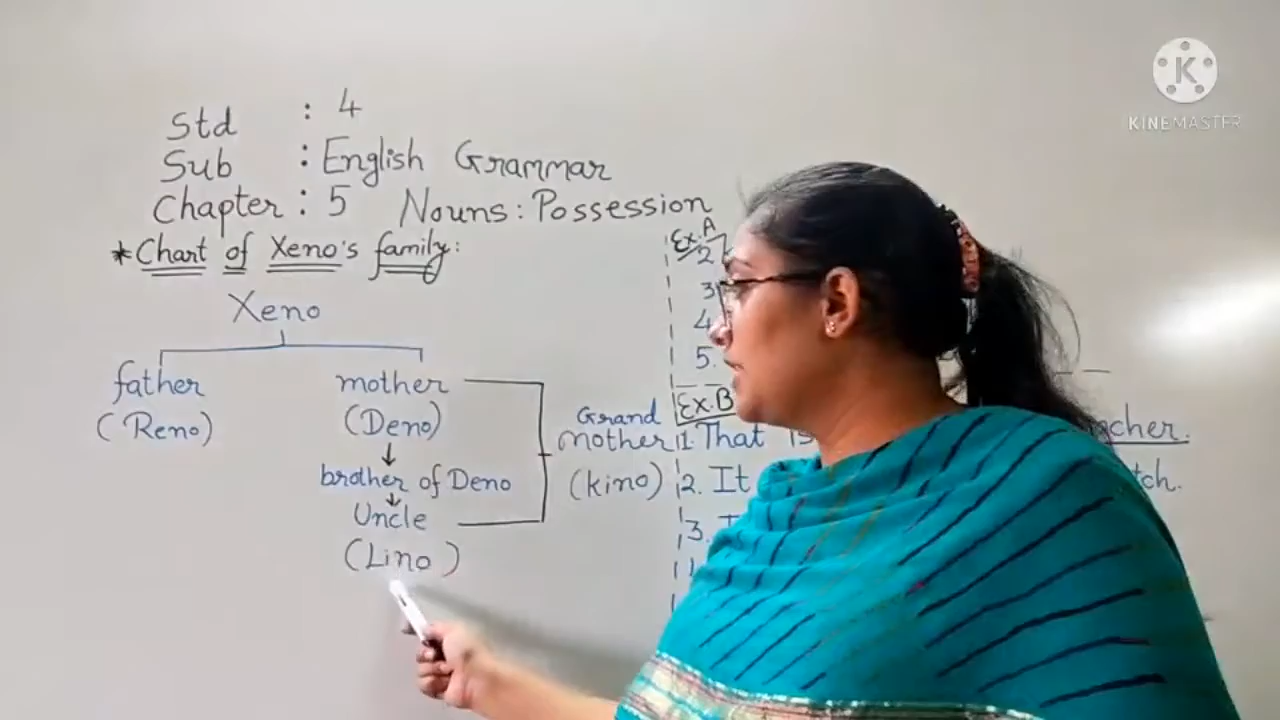 Std : 4
Sub : English Grammar
Chapter : 5 Nouns : Possession
* Chart of Xeno's family :
Xeno
father
(Reno)
mother
(Deno)
brother of Deno
Uncle
(Lino)
Grand
mother
(kino)
Ex. A
2
3
4
5.
Ex. B
1. That is
2. It
3.
KINEMASTER